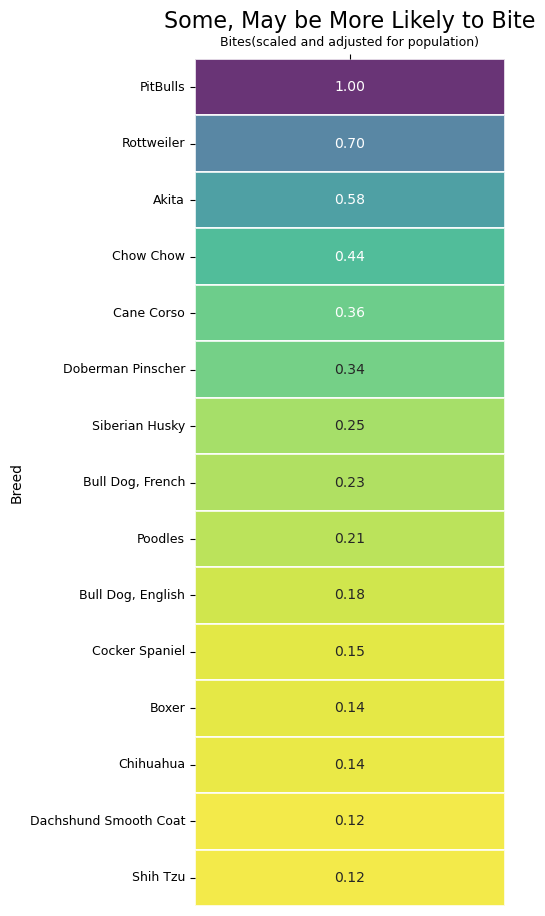 Some, May be More Likely to Bite
Bites(scaled and adjusted for population)
Breed
PitBulls 1.00
Rottweiler 0.70
Akita 0.58
Chow Chow 0.44
Cane Corso 0.36
Doberman Pinscher 0.34
Siberian Husky 0.25
Bull Dog, French 0.23
Poodles 0.21
Bull Dog, English 0.18
Cocker Spaniel 0.15
Boxer 0.14
Chihuahua 0.14
Dachshund Smooth Coat 0.12
Shih Tzu 0.12